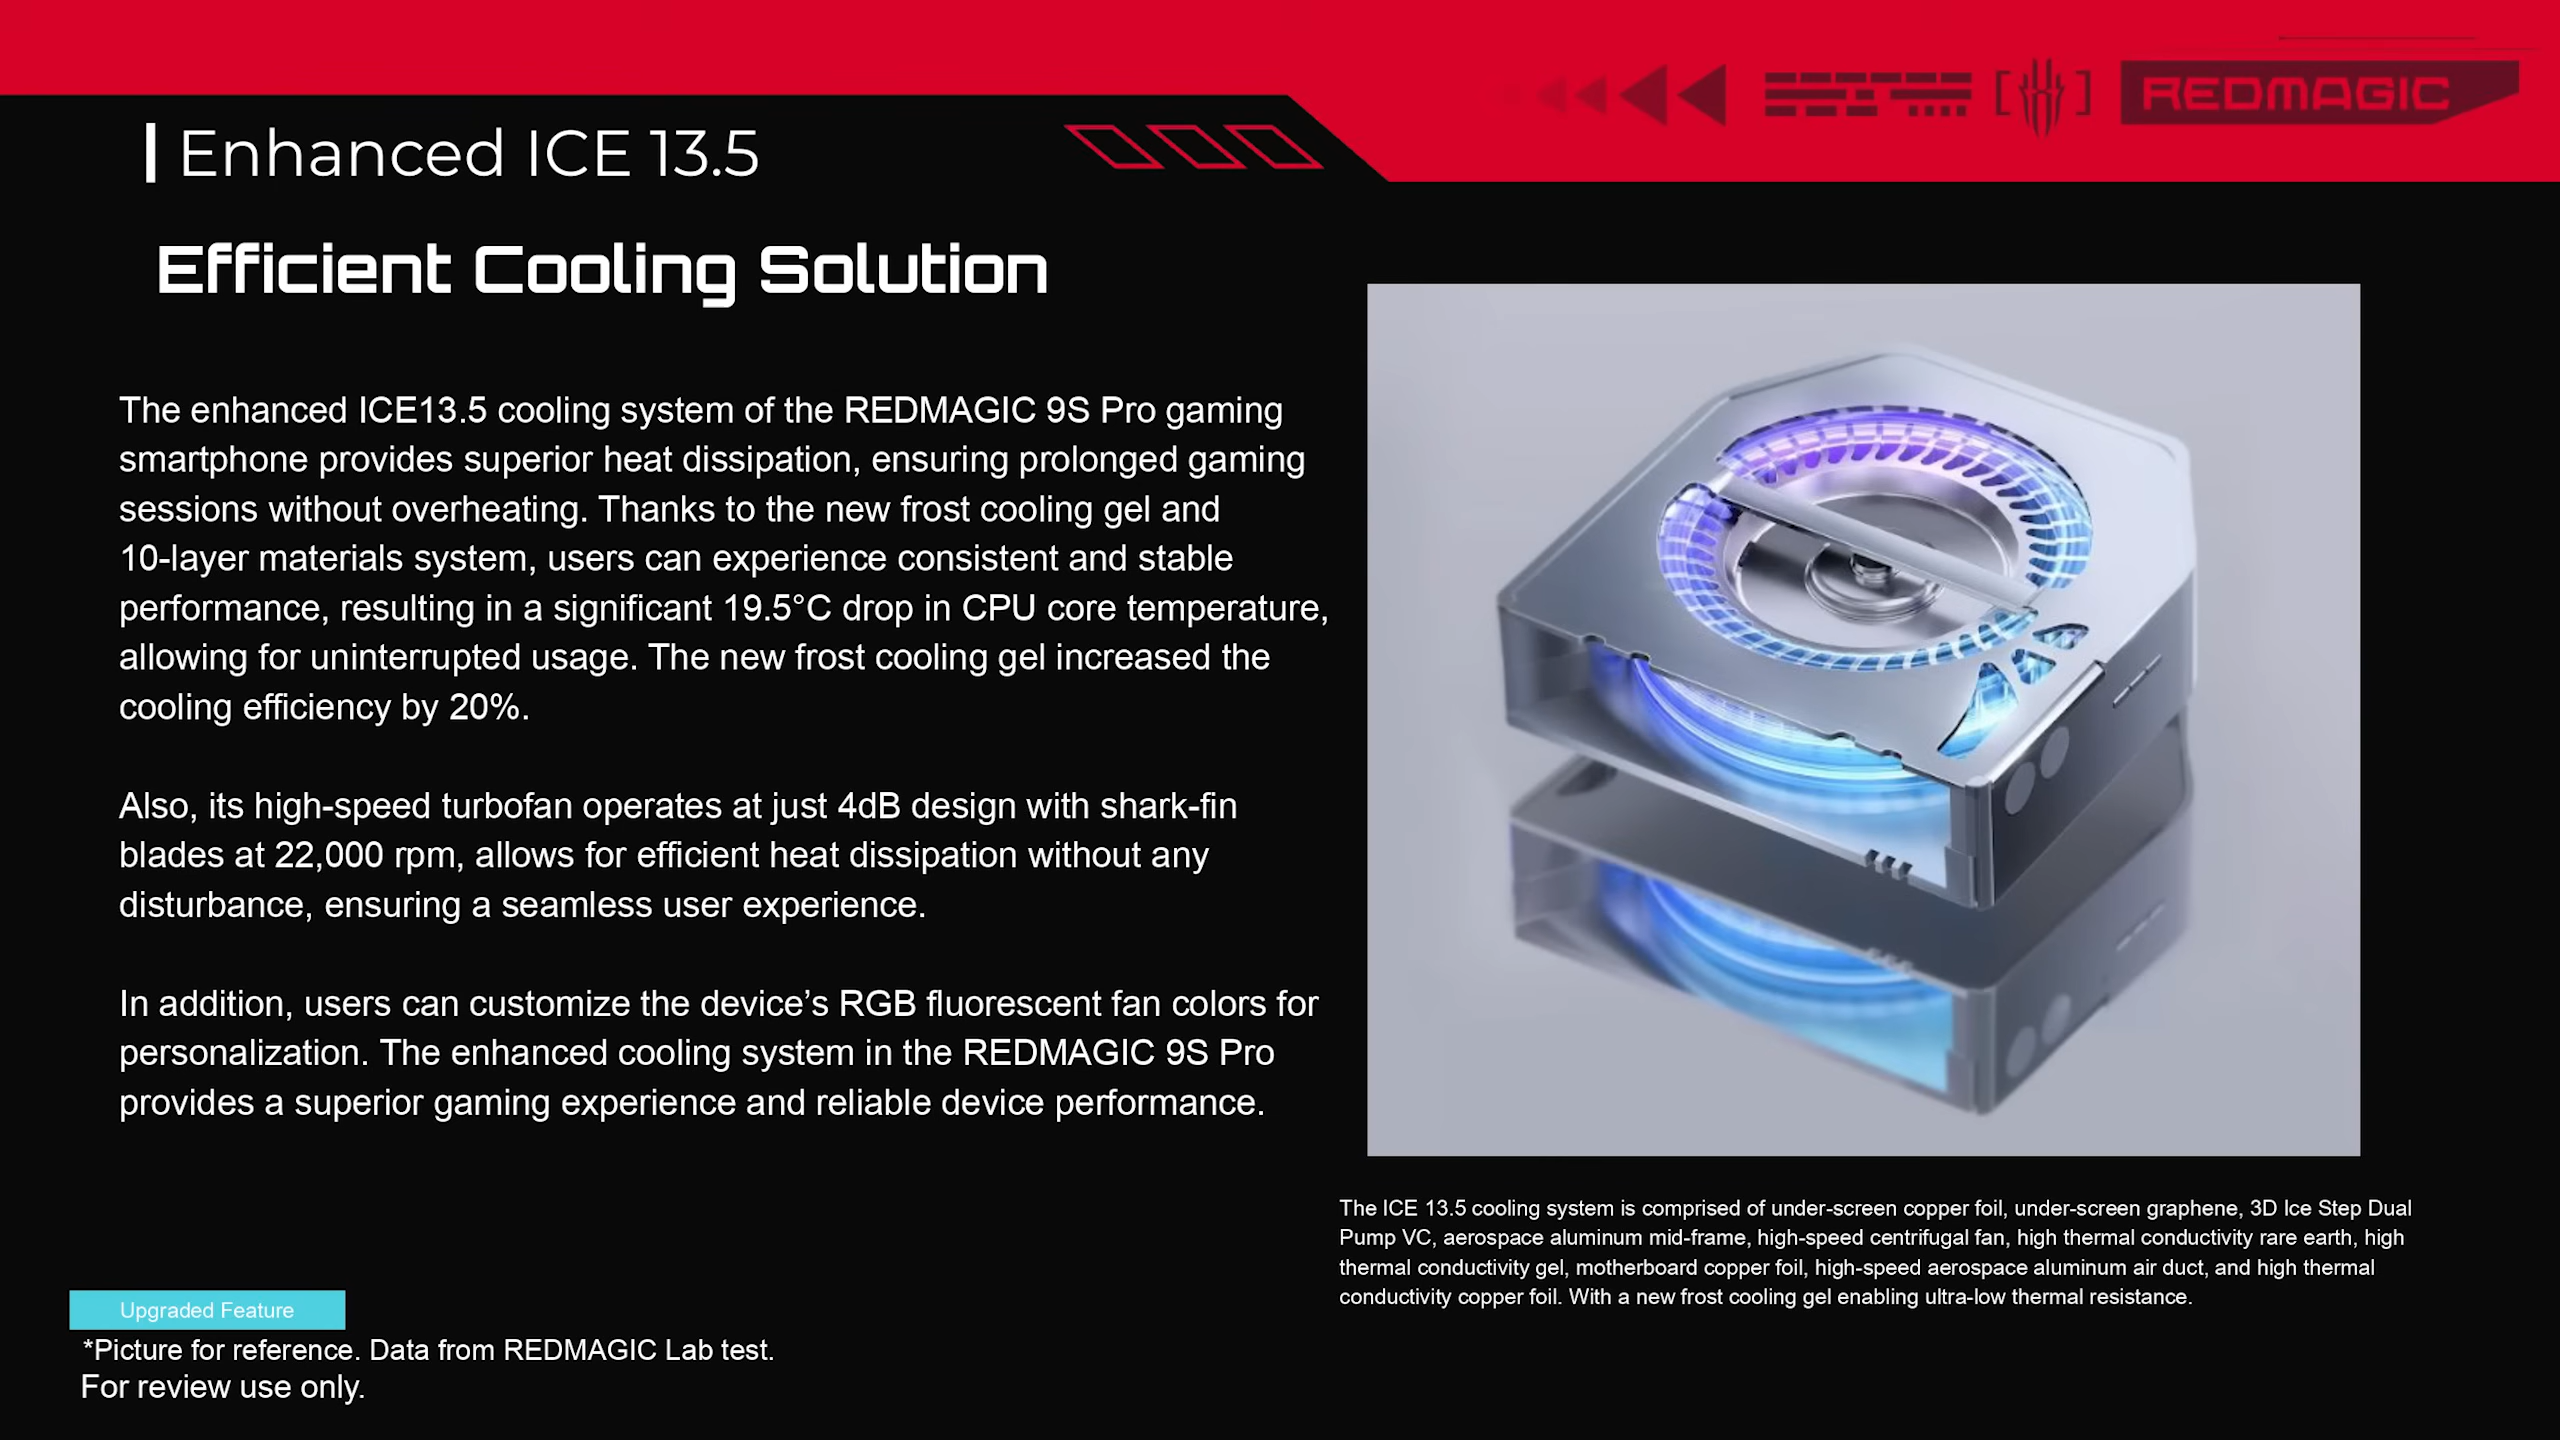 REDMAGIC
Enhanced ICE 13.5
Efficient Cooling Solution
The enhanced ICE13.5 cooling system of the REDMAGIC 9S Pro gaming
smartphone provides superior heat dissipation, ensuring prolonged gaming
sessions without overheating. Thanks to the new frost cooling gel and
10-layer materials system, users can experience consistent and stable
performance, resulting in a significant 19.5°C drop in CPU core temperature,
allowing for uninterrupted usage. The new frost cooling gel increased the
cooling efficiency by 20%.
Also, its high-speed turbofan operates at just 4dB design with shark-fin
blades at 22,000 rpm, allows for efficient heat dissipation without any
disturbance, ensuring a seamless user experience.
In addition, users can customize the device’s RGB fluorescent fan colors for
personalization. The enhanced cooling system in the REDMAGIC 9S Pro
provides a superior gaming experience and reliable device performance.
The ICE 13.5 cooling system is comprised of under-screen copper foil, under-screen graphene, 3D Ice Step Dual
Pump VC, aerospace aluminum mid-frame, high-speed centrifugal fan, high thermal conductivity rare earth, high
thermal conductivity gel, motherboard copper foil, high-speed aerospace aluminum air duct, and high thermal
conductivity copper foil. With a new frost cooling gel enabling ultra-low thermal resistance.
Upgraded Feature
*Picture for reference. Data from REDMAGIC Lab test.
For review use only.